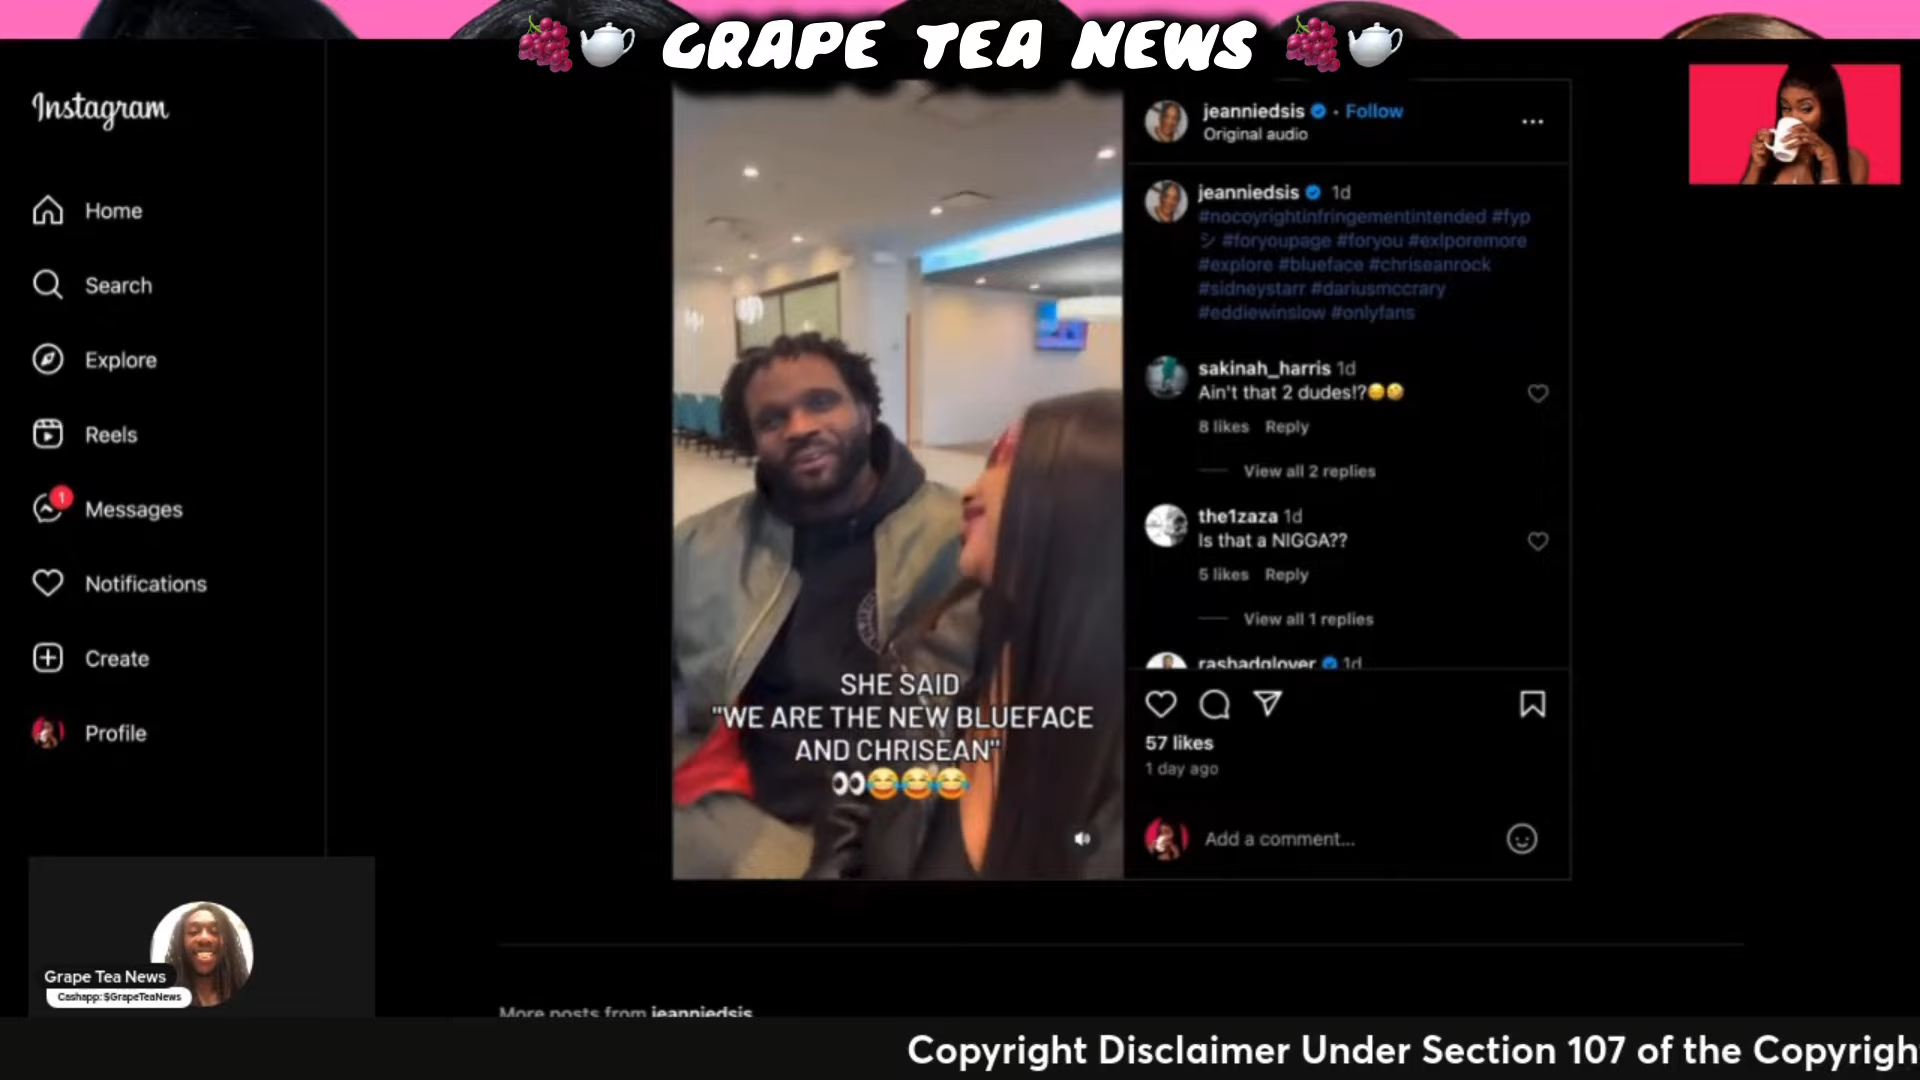 GRAPE TEA NEWS
Instagram
Home
Search
Explore
Reels
1
Messages
Notifications
Create
Profile
SHE SAID
"WE ARE THE NEW BLUEFACE
AND CHRISEAN"
jeanniedsis • Follow
Original audio
jeanniedsis 1d
#nocoyrightinfringementintended #fyp
シ #foryoupage #foryou #exlporemore
#explore #blueface #chriseanrock
#sidneystarr #dariusmccrary
#eddiewinslow #onlyfans
sakinah_harris 1d
Ain't that 2 dudes!?
8 likes Reply
View all 2 replies
the1zaza 1d
Is that a NIGGA??
5 likes Reply
View all 1 replies
rashadglover 1d
57 likes
1 day ago
Add a comment...
Grape Tea News
Cashapp: $GrapeTeaNews
More posts from jeanniedsis
Copyright Disclaimer Under Section 107 of the Copyrigh